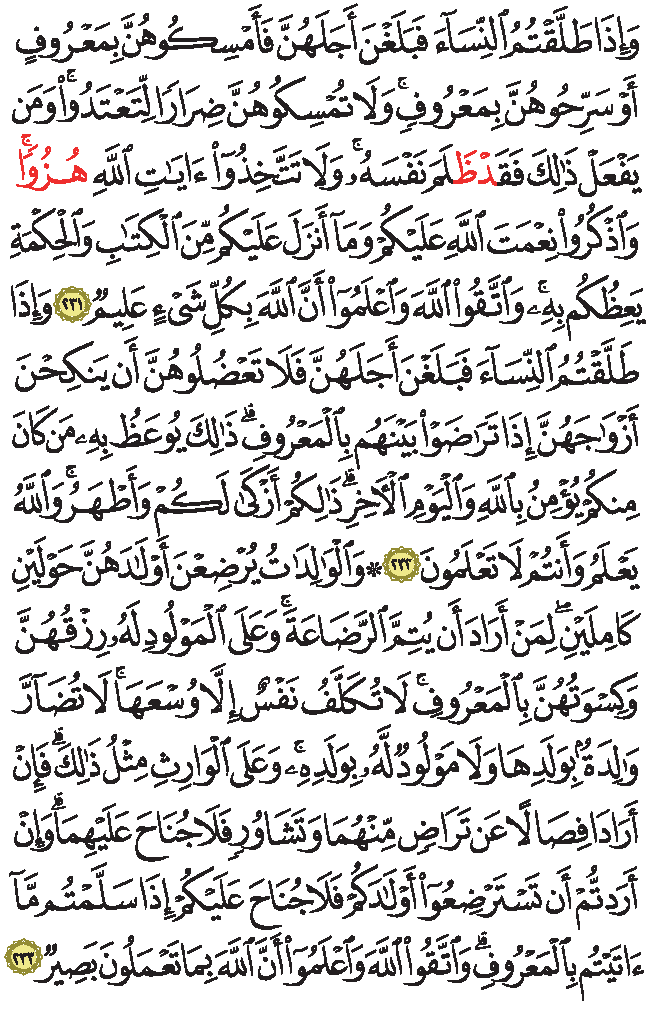 وَإِذَا طَلَّقْتُمُ ٱلنِّسَآءَ فَبَلَغْنَ أَجَلَهُنَّ فَأَمْسِكُوهُنَّ بِمَعْرُوفٍ
أَوْ سَرِّحُوهُنَّ بِمَعْرُوفٖۚ وَلَا تُمْسِكُوهُنَّ ضِرَارٗا لِّتَعْتَدُواْۚ وَمَن
يَفْعَلْ ذَٰلِكَ فَقَدْ ظَلَمَ نَفْسَهُۥۚ وَلَا تَتَّخِذُوٓاْ ءَايَٰتِ ٱللَّهِ هُزُؤٗاۚ
وَٱذْكُرُواْ نِعْمَتَ ٱللَّهِ عَلَيْكُمْ وَمَآ أَنزَلَ عَلَيْكُم مِّنَ ٱلْكِتَٰبِ وَٱلْحِكْمَةِ
يَعِظُكُم بِهِۦۚ وَٱتَّقُواْ ٱللَّهَ وَٱعْلَمُوٓاْ أَنَّ ٱللَّهَ بِكُلِّ شَىْءٍ عَلِيمٞ ٢٣١ وَإِذَا
طَلَّقْتُمُ ٱلنِّسَآءَ فَبَلَغْنَ أَجَلَهُنَّ فَلَا تَعْضُلُوهُنَّ أَن يَنكِحْنَ
أَزْوَٰجَهُنَّ إِذَا تَرَٰضَوْاْ بَيْنَهُم بِٱلْمَعْرُوفِۗ ذَٰلِكَ يُوعَظُ بِهِۦ مَن كَانَ
مِنكُمْ يُؤْمِنُ بِٱللَّهِ وَٱلْيَوْمِ ٱلْأٓخِرِۗ ذَٰلِكُمْ أَزْكَىٰ لَكُمْ وَأَطْهَرُۚ وَٱللَّهُ
يَعْلَمُ وَأَنتُمْ لَا تَعْلَمُونَ ٢٣٢ ۞ وَٱلْوَٰلِدَٰتُ يُرْضِعْنَ أَوْلَٰدَهُنَّ حَوْلَيْنِ
كَامِلَيْنِۖ لِمَنْ أَرَادَ أَن يُتِمَّ ٱلرَّضَاعَةَۚ وَعَلَى ٱلْمَوْلُودِ لَهُۥ رِزْقُهُنَّ
وَكِسْوَتُهُنَّ بِٱلْمَعْرُوفِۚ لَا تُكَلَّفُ نَفْسٌ إِلَّا وُسْعَهَاۚ لَا تُضَآرَّ
وَٰلِدَةُۢ بِوَلَدِهَا وَلَا مَوْلُودٞ لَّهُۥ بِوَلَدِهِۦۚ وَعَلَى ٱلْوَارِثِ مِثْلُ ذَٰلِكَۗ فَإِنْ
أَرَادَا فِصَالًا عَن تَرَاضٖ مِّنْهُمَا وَتَشَاوُرٖ فَلَا جُنَاحَ عَلَيْهِمَاۗ وَإِنْ
أَرَدتُّمْ أَن تَسْتَرْضِعُوٓاْ أَوْلَٰدَكُمْ فَلَا جُنَاحَ عَلَيْكُمْ إِذَا سَلَّمْتُم مَّآ
ءَاتَيْتُم بِٱلْمَعْرُوفِۗ وَٱتَّقُواْ ٱللَّهَ وَٱعْلَمُوٓاْ أَنَّ ٱللَّهَ بِمَا تَعْمَلُونَ بَصِيرٞ ٢٣٣